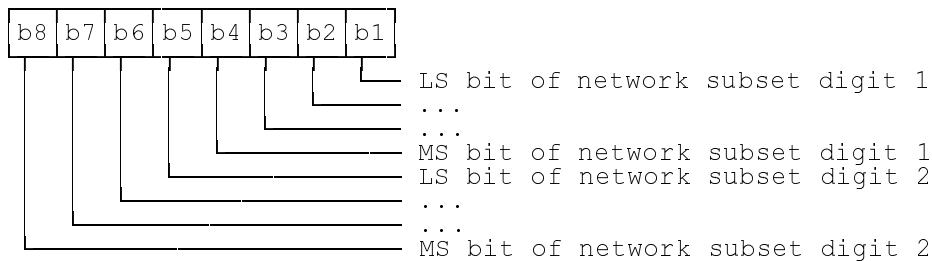 b8 b7 b6 b5 b4 b3 b2 b1
LS bit of network subset digit 1
...
...
MS bit of network subset digit 1
LS bit of network subset digit 2
...
...
MS bit of network subset digit 2